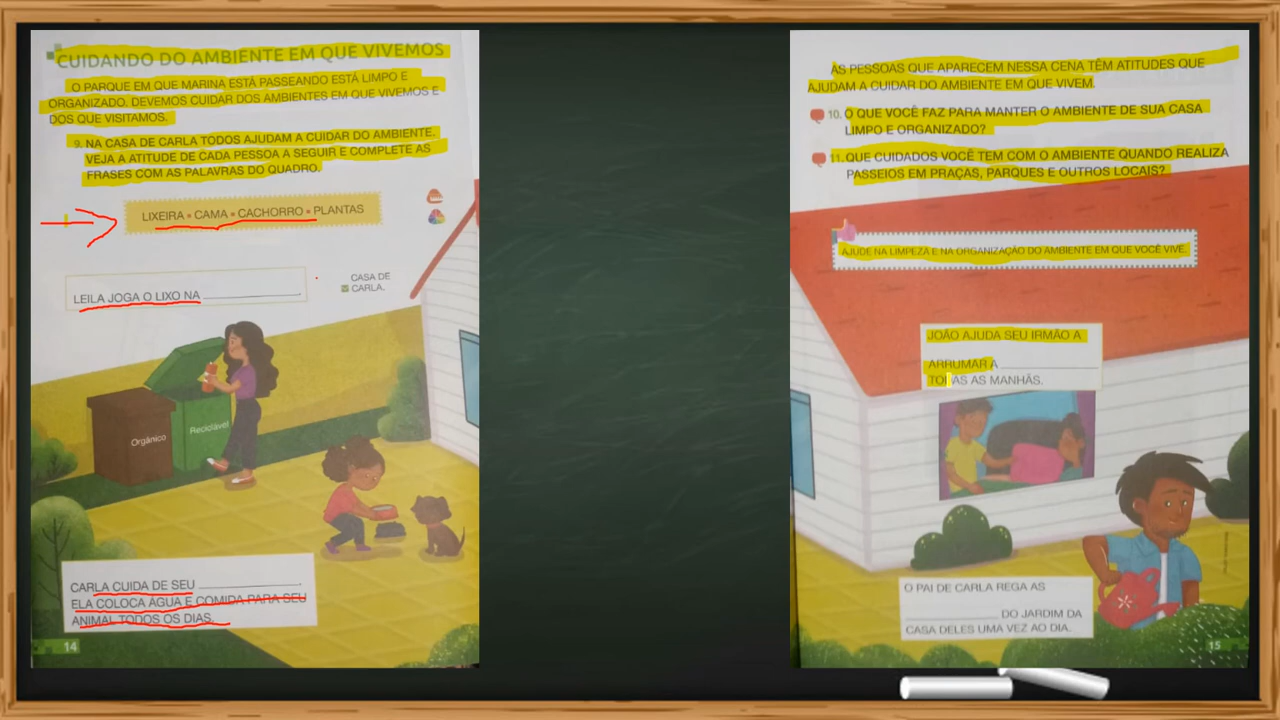 CUIDANDO DO AMBIENTE EM QUE VIVEMOS
O PARQUE EM QUE MARINA ESTÁ PASSEANDO ESTÁ LIMPO E
ORGANIZADO. DEVEMOS CUIDAR DOS AMBIENTES EM QUE VIVEMOS E
DOS QUE VISITAMOS.
9. NA CASA DE CARLA TODOS AJUDAM A CUIDAR DO AMBIENTE.
VEJA A ATITUDE DE CADA PESSOA A SEGUIR E COMPLETE AS
FRASES COM AS PALAVRAS DO QUADRO.
LIXEIRA • CAMA • CACHORRO • PLANTAS
LEILA JOGA O LIXO NA ____________.
CASA DE
CARLA.
Orgânico
Reciclável
CARLA CUIDA DE SEU ____________.
ELA COLOCA ÁGUA E COMIDA PARA SEU
ANIMAL TODOS OS DIAS.
14
AS PESSOAS QUE APARECEM NESSA CENA TÊM ATITUDES QUE
AJUDAM A CUIDAR DO AMBIENTE EM QUE VIVEM.
10. O QUE VOCÊ FAZ PARA MANTER O AMBIENTE DE SUA CASA
LIMPO E ORGANIZADO?
11. QUE CUIDADOS VOCÊ TEM COM O AMBIENTE QUANDO REALIZA
PASSEIOS EM PRAÇAS, PARQUES E OUTROS LOCAIS?
AJUDE NA LIMPEZA E NA ORGANIZAÇÃO DO AMBIENTE EM QUE VOCÊ VIVE.
JOÃO AJUDA SEU IRMÃO A
ARRUMAR A ____________
TODAS AS MANHÃS.
O PAI DE CARLA REGA AS
____________ DO JARDIM DA
CASA DELES UMA VEZ AO DIA.
15